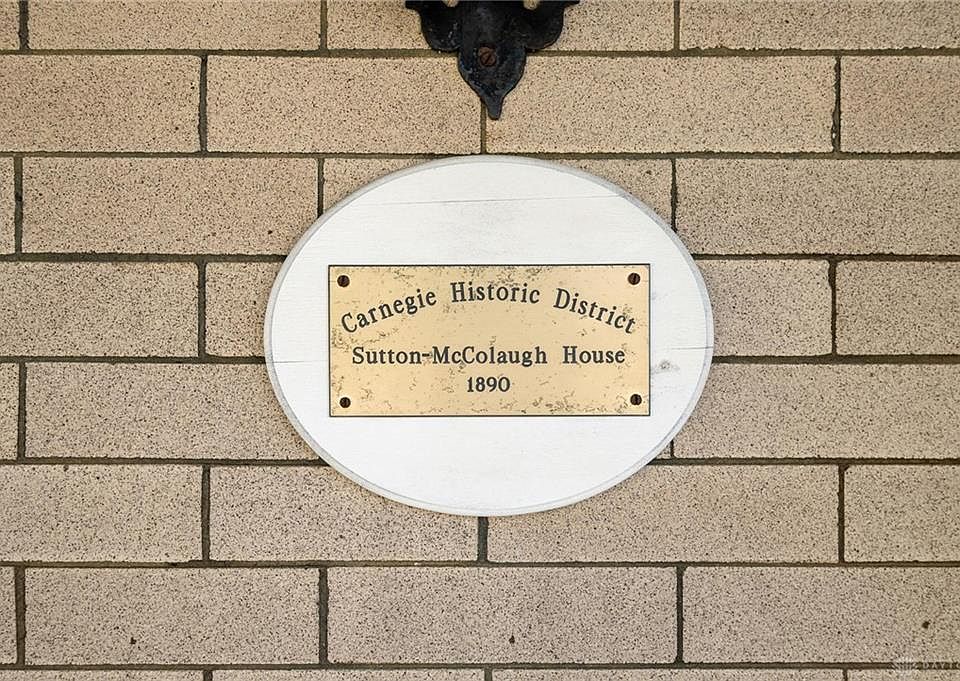 Carnegie Historic District
Sutton-McColaugh House
1890